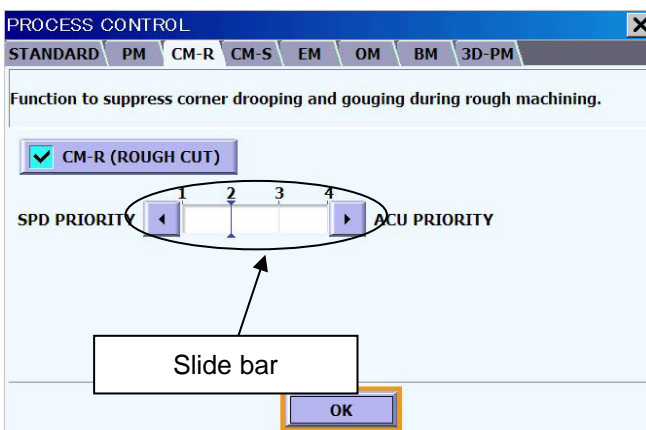 PROCESS CONTROL
STANDARD PM CM-R CM-S EM OM BM 3D-PM
Function to suppress corner drooping and gouging during rough machining.
CM-R (ROUGH CUT)
1 2 3 4
SPD PRIORITY ACU PRIORITY
Slide bar
OK